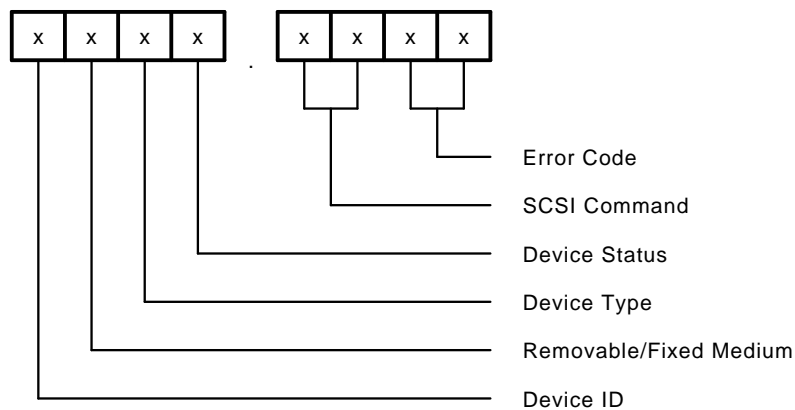 x x x x . x x x x
Error Code
SCSI Command
Device Status
Device Type
Removable/Fixed Medium
Device ID